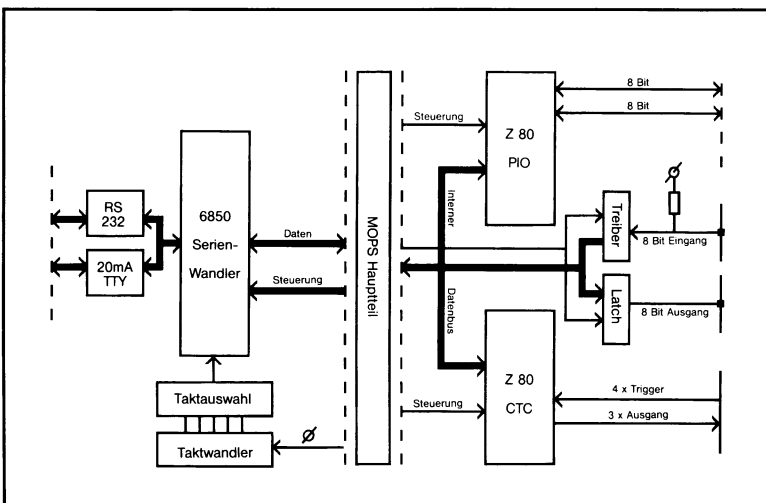 RS
232
20mA
TTY
6850
Serien-
Wandler
Daten
Steuerung
Taktauswahl
Taktwandler
Ø
MOPS Hauptteil
Steuerung
Z 80
PIO
8 Bit
8 Bit
Interner
Datenbus
Treiber
8 Bit Eingang
Latch
8 Bit Ausgang
Steuerung
Z 80
CTC
4 x Trigger
3 x Ausgang